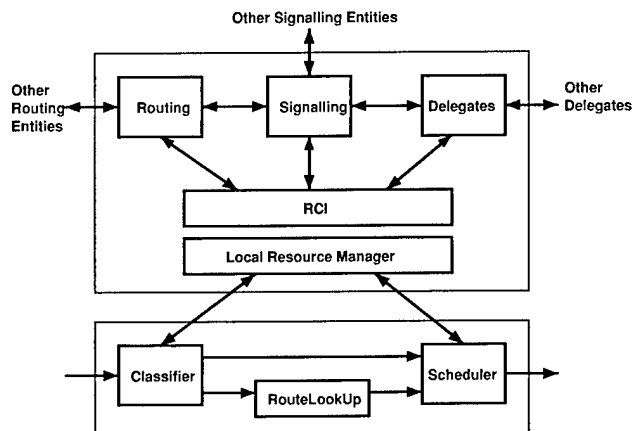 Other Signalling Entities
Other
Routing
Entities
Routing
Signalling
Delegates
Other
Delegates
RCI
Local Resource Manager
Classifier
RouteLookUp
Scheduler